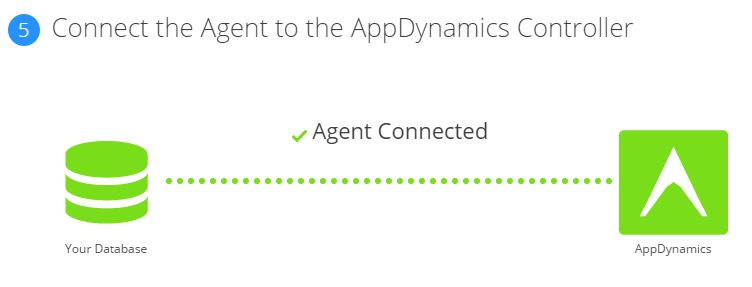 5 Connect the Agent to the AppDynamics Controller
Agent Connected
Your Database
AppDynamics